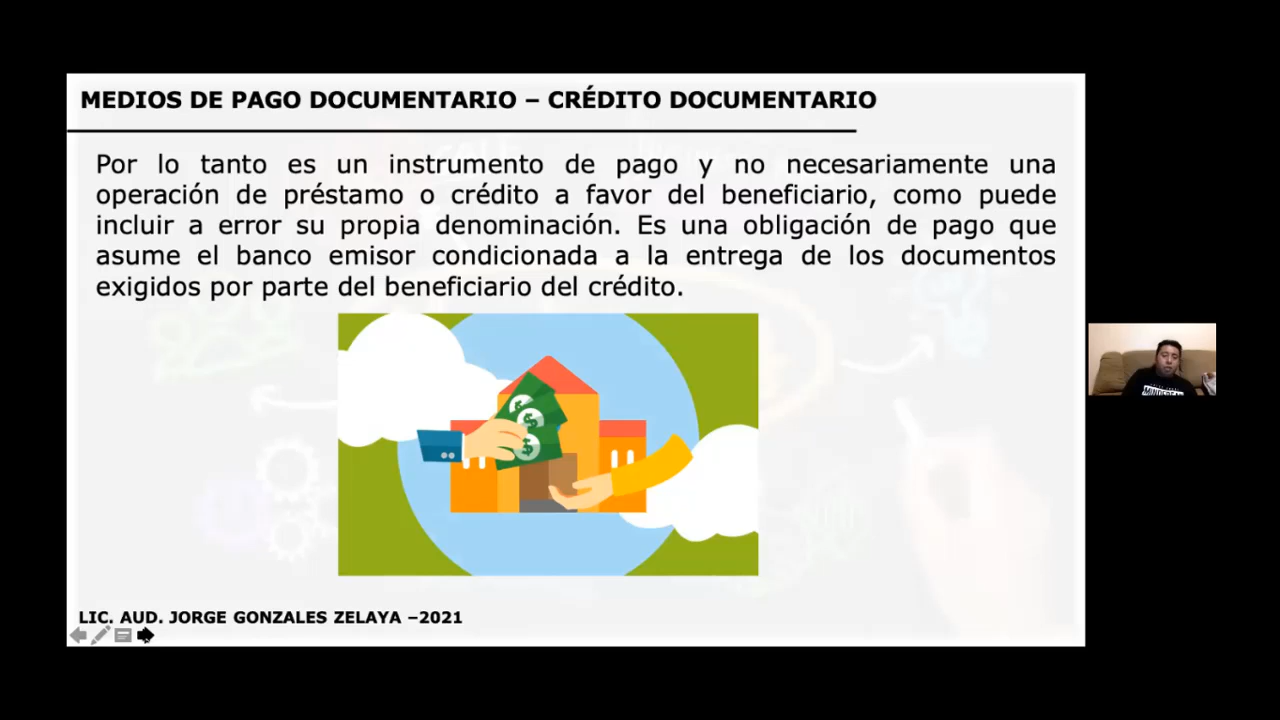 MEDIOS DE PAGO DOCUMENTARIO – CRÉDITO DOCUMENTARIO
Por lo tanto es un instrumento de pago y no necesariamente una
operación de préstamo o crédito a favor del beneficiario, como puede
incluir a error su propia denominación. Es una obligación de pago que
asume el banco emisor condicionada a la entrega de los documentos
exigidos por parte del beneficiario del crédito.
LIC. AUD. JORGE GONZALES ZELAYA –2021